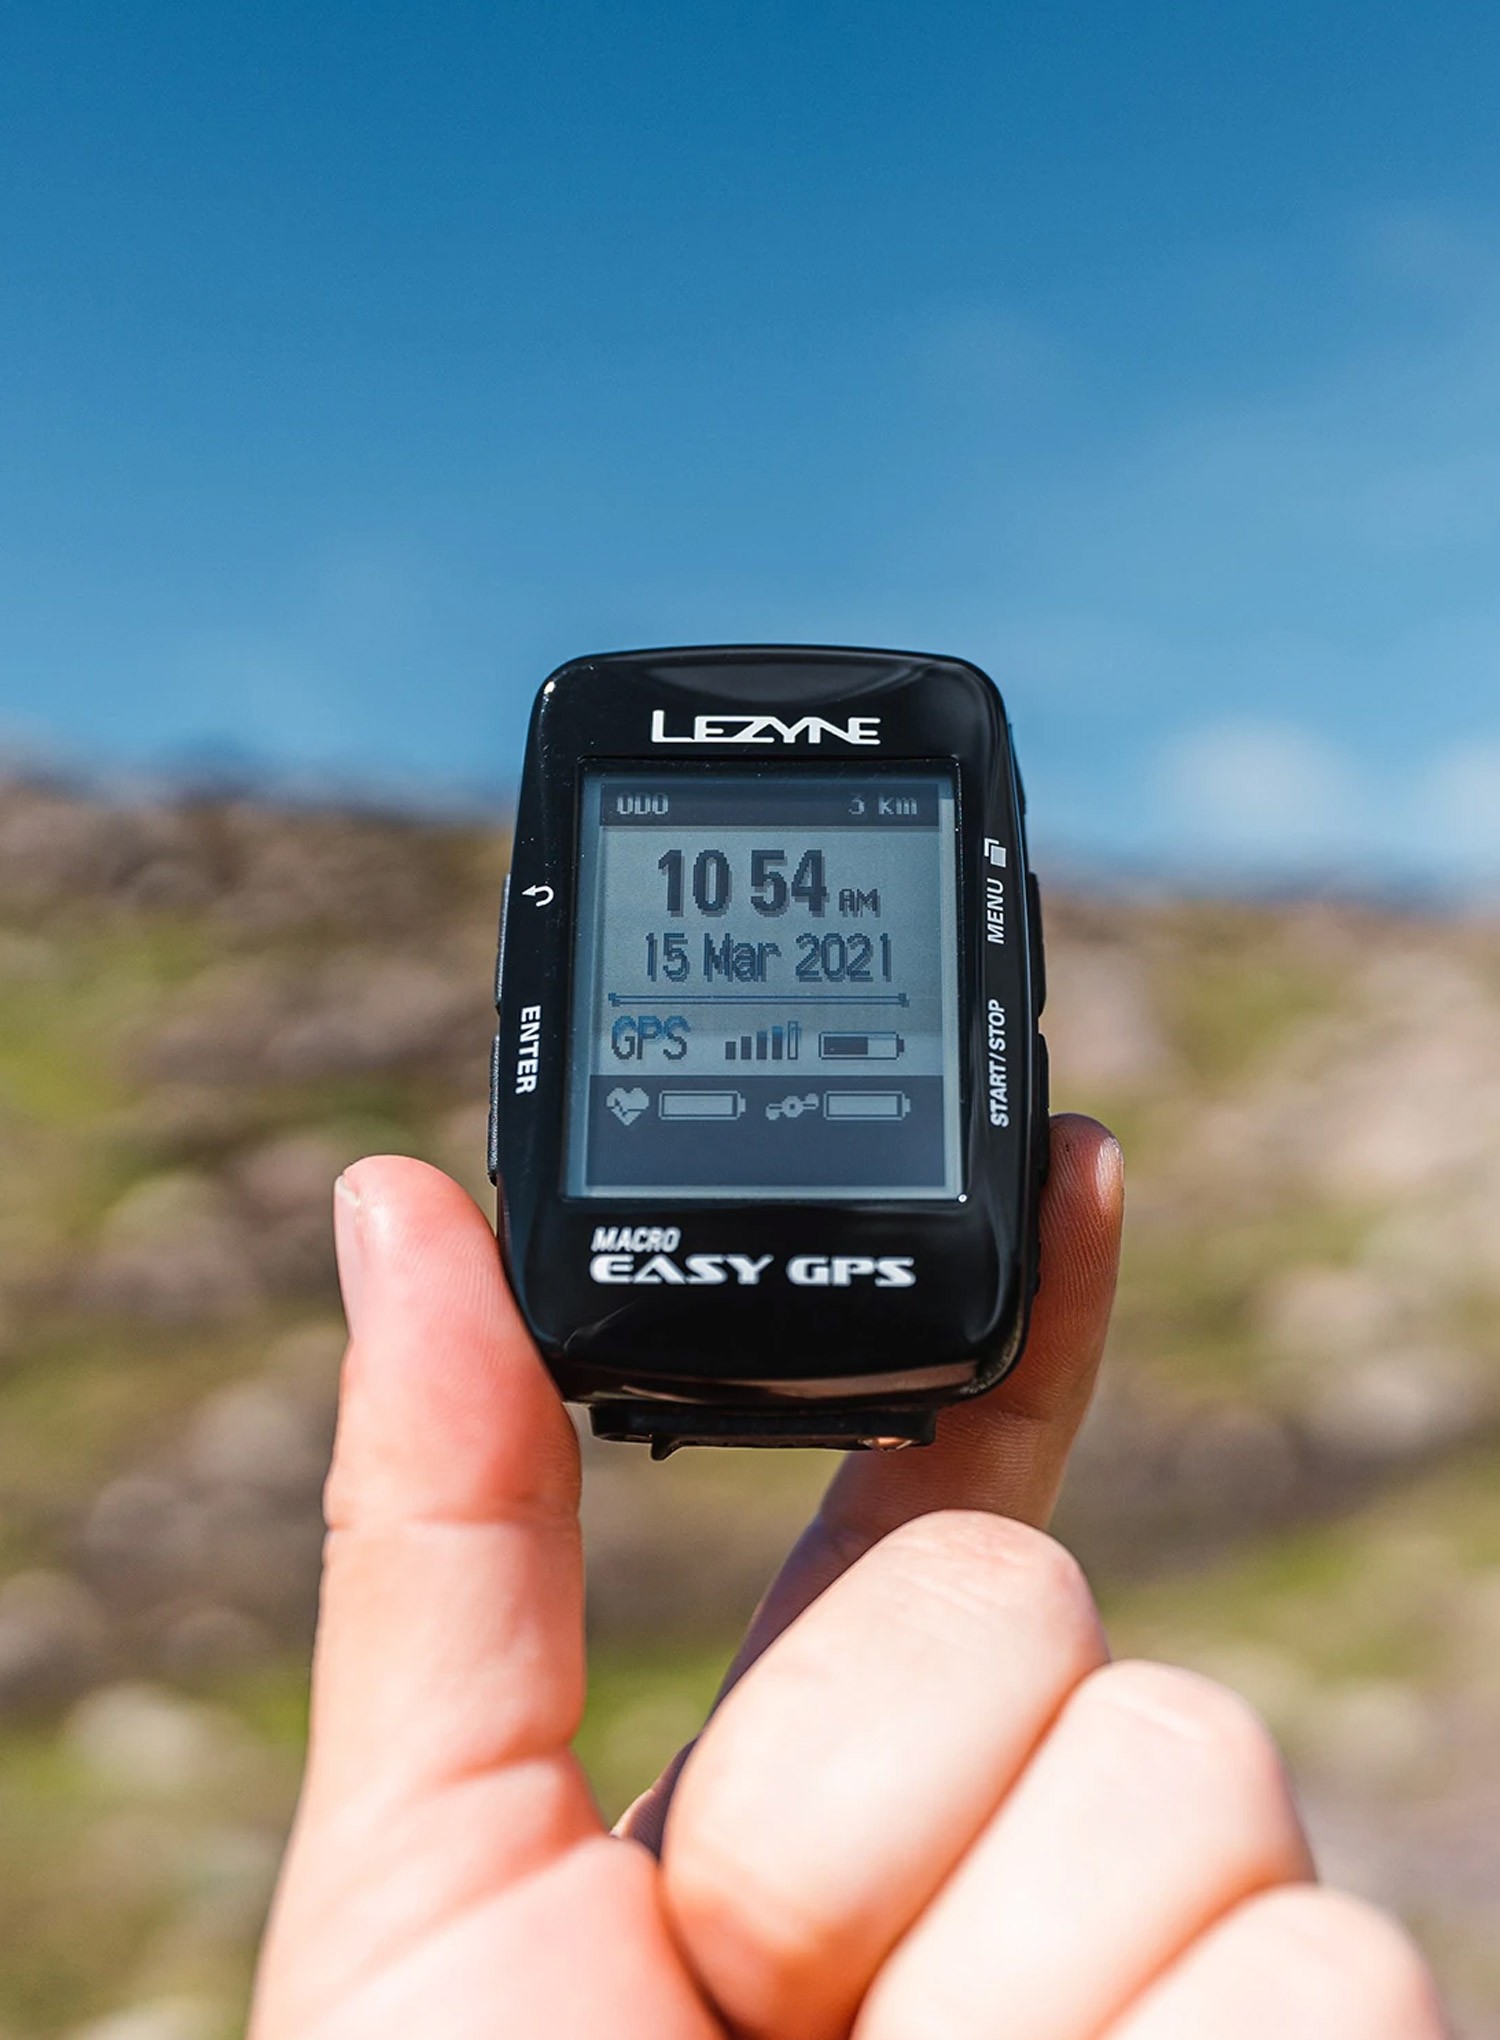 LEZYNE
ODO 3 km
10 54 AM
15 Mar 2021
GPS
ENTER
MENU
START/STOP
MACRO
EASY GPS